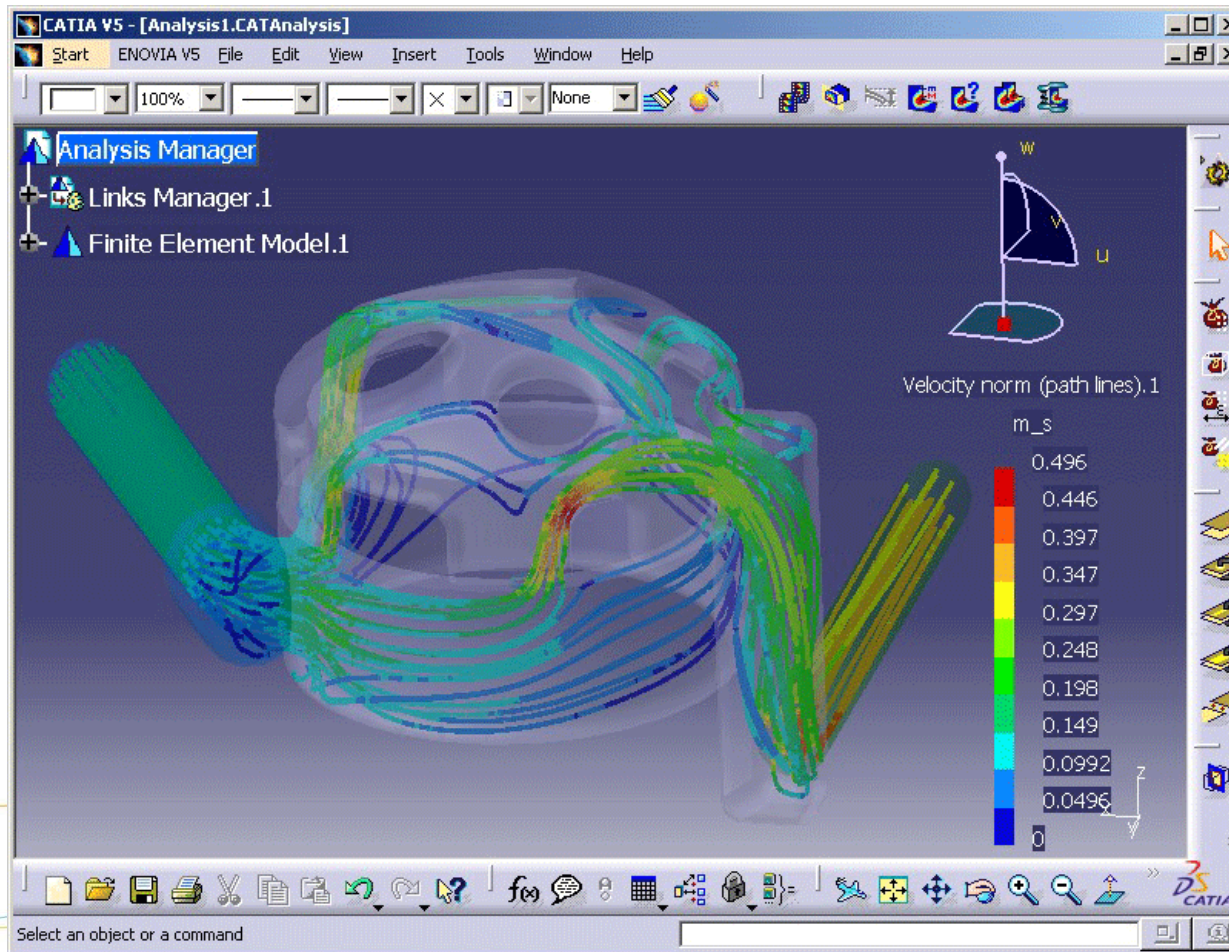 CATIA V5 - [Analysis1.CATAnalysis]
Start ENOVIA V5 File Edit View Insert Tools Window Help
100% None
Analysis Manager
Links Manager.1
Finite Element Model.1
w
v
u
Velocity norm (path lines).1
m_s
0.496
0.446
0.397
0.347
0.297
0.248
0.198
0.149
0.0992
0.0496
0
z
x
y
f(x)
DS
CATIA
Select an object or a command